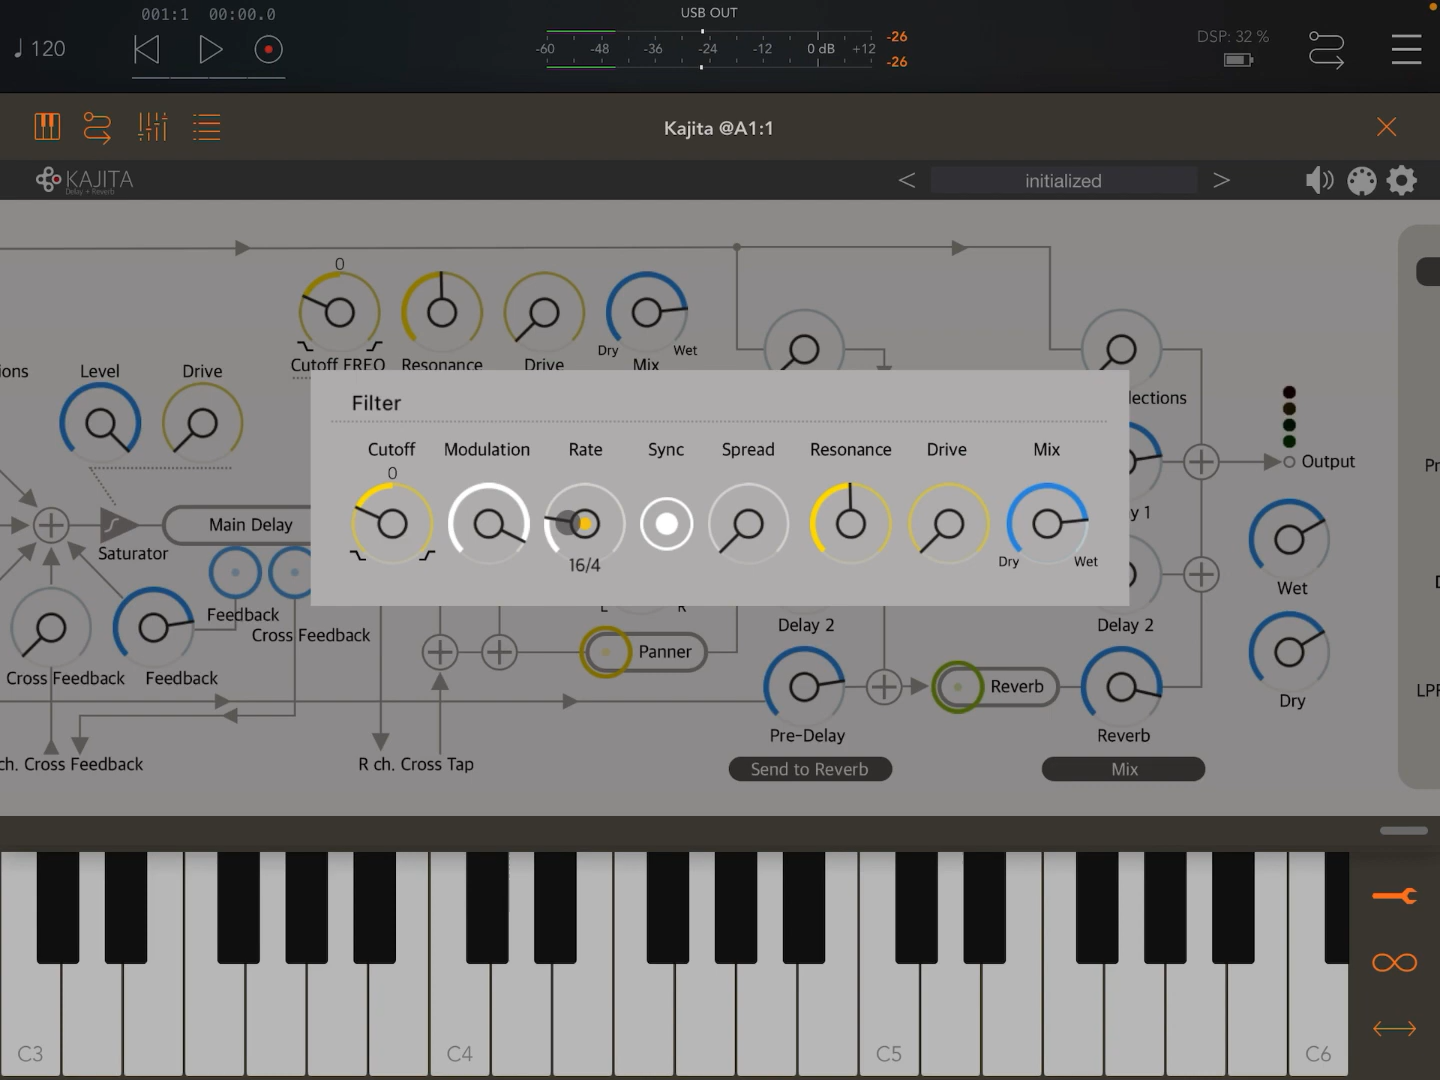 001:1 00:00.0
USB OUT
♩ 120
-60 -48 -36 -24 -12 0 dB +12
-26
-26
DSP: 32 %
Kajita @A1:1
KAJITA
Delay + Reverb
< initialized >
0
Dry Wet
Cutoff FREQ Resonance Drive Mix
ions Level Drive
Filter
lections
Cutoff Modulation Rate Sync Spread Resonance Drive Mix
0
16/4
Dry Wet
Output
Pr
y 1
Main Delay
Saturator
Wet
D
Feedback
Cross Feedback
L R
Delay 2
Delay 2
Panner
Cross Feedback Feedback
Reverb
LPF
Dry
Pre-Delay
Reverb
ch. Cross Feedback
R ch. Cross Tap
Send to Reverb
Mix
C3 C4 C5 C6